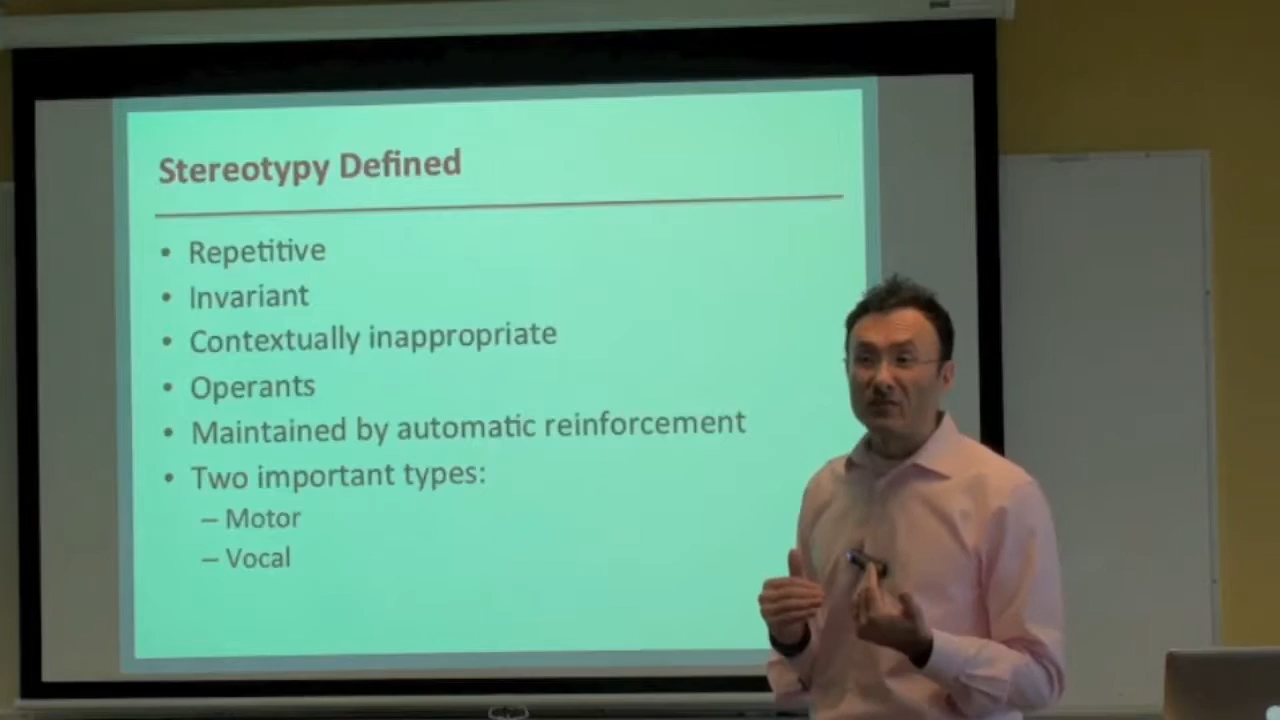 Stereotypy Defined
• Repetitive
• Invariant
• Contextually inappropriate
• Operants
• Maintained by automatic reinforcement
• Two important types:
– Motor
– Vocal